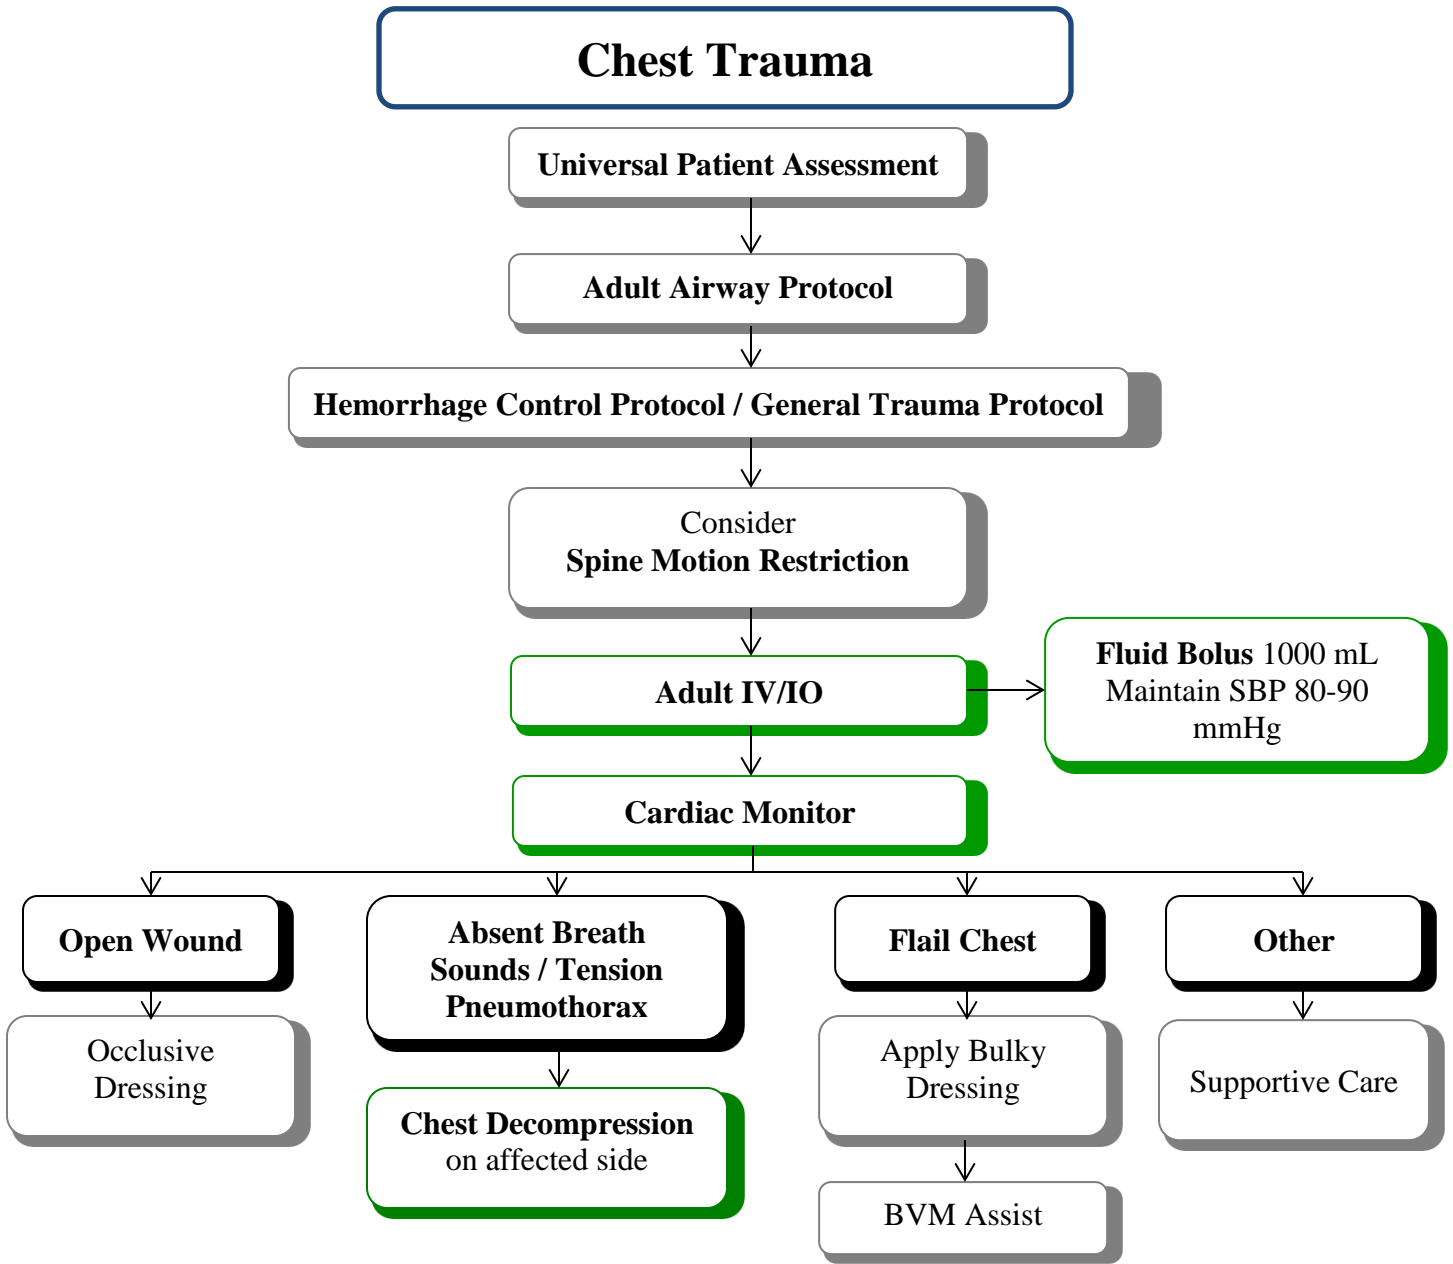 Chest Trauma
Universal Patient Assessment
Adult Airway Protocol
Hemorrhage Control Protocol / General Trauma Protocol
Consider
Spine Motion Restriction
Adult IV/IO
Fluid Bolus 1000 mL
Maintain SBP 80-90
mmHg
Cardiac Monitor
Open Wound
Absent Breath
Sounds / Tension
Pneumothorax
Flail Chest
Other
Occlusive
Dressing
Chest Decompression
on affected side
Apply Bulky
Dressing
Supportive Care
BVM Assist